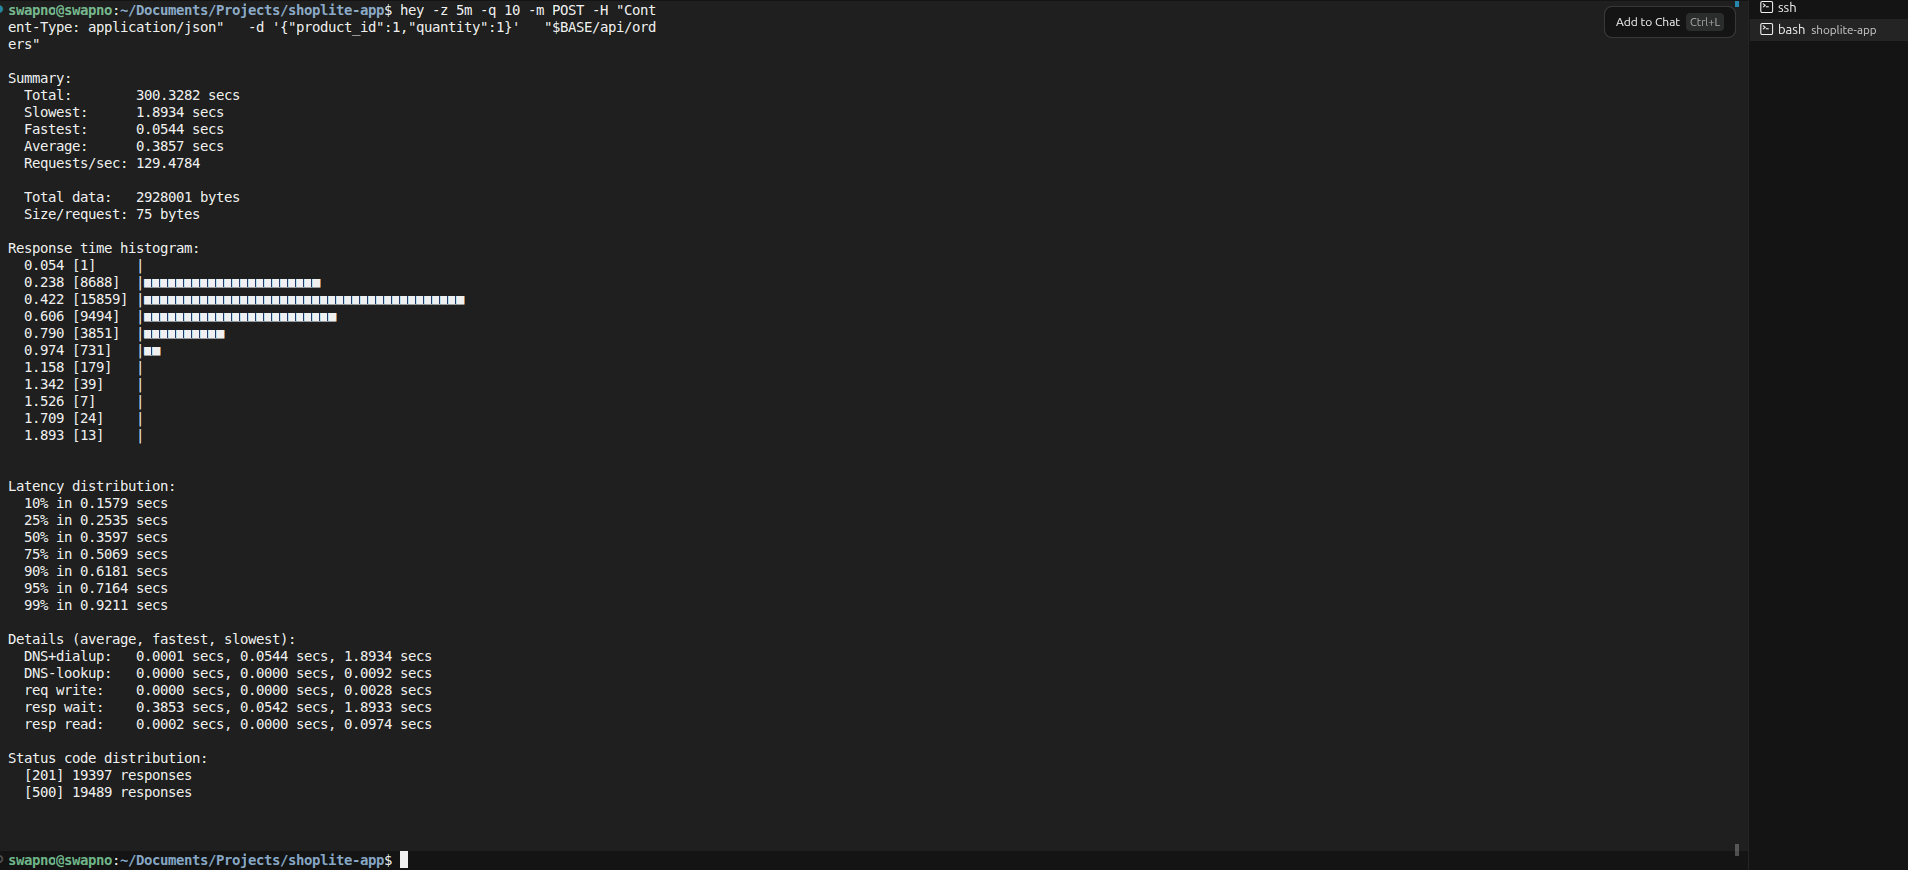 swapno@swapno:~/Documents/Projects/shoplite-app$ hey -z 5m -q 10 -m POST -H "Cont
ent-Type: application/json"   -d '{"product_id":1,"quantity":1}'   "$BASE/api/ord
ers"
Add to Chat Ctrl+L
ssh
bash shoplite-app
Summary:
  Total:        300.3282 secs
  Slowest:      1.8934 secs
  Fastest:      0.0544 secs
  Average:      0.3857 secs
  Requests/sec: 129.4784
  Total data:   2928001 bytes
  Size/request: 75 bytes
Response time histogram:
  0.054 [1]     |
  0.238 [8688]  |■■■■■■■■■■■■■■■■■■■■■■
  0.422 [15859] |■■■■■■■■■■■■■■■■■■■■■■■■■■■■■■■■■■■■■■■■
  0.606 [9494]  |■■■■■■■■■■■■■■■■■■■■■■■■
  0.790 [3851]  |■■■■■■■■■■
  0.974 [731]   |■■
  1.158 [179]   |
  1.342 [39]    |
  1.526 [7]     |
  1.709 [24]    |
  1.893 [13]    |
Latency distribution:
  10% in 0.1579 secs
  25% in 0.2535 secs
  50% in 0.3597 secs
  75% in 0.5069 secs
  90% in 0.6181 secs
  95% in 0.7164 secs
  99% in 0.9211 secs
Details (average, fastest, slowest):
  DNS+dialup:   0.0001 secs, 0.0544 secs, 1.8934 secs
  DNS-lookup:   0.0000 secs, 0.0000 secs, 0.0092 secs
  req write:    0.0000 secs, 0.0000 secs, 0.0028 secs
  resp wait:    0.3853 secs, 0.0542 secs, 1.8933 secs
  resp read:    0.0002 secs, 0.0000 secs, 0.0974 secs
Status code distribution:
  [201] 19397 responses
  [500] 19489 responses
swapno@swapno:~/Documents/Projects/shoplite-app$